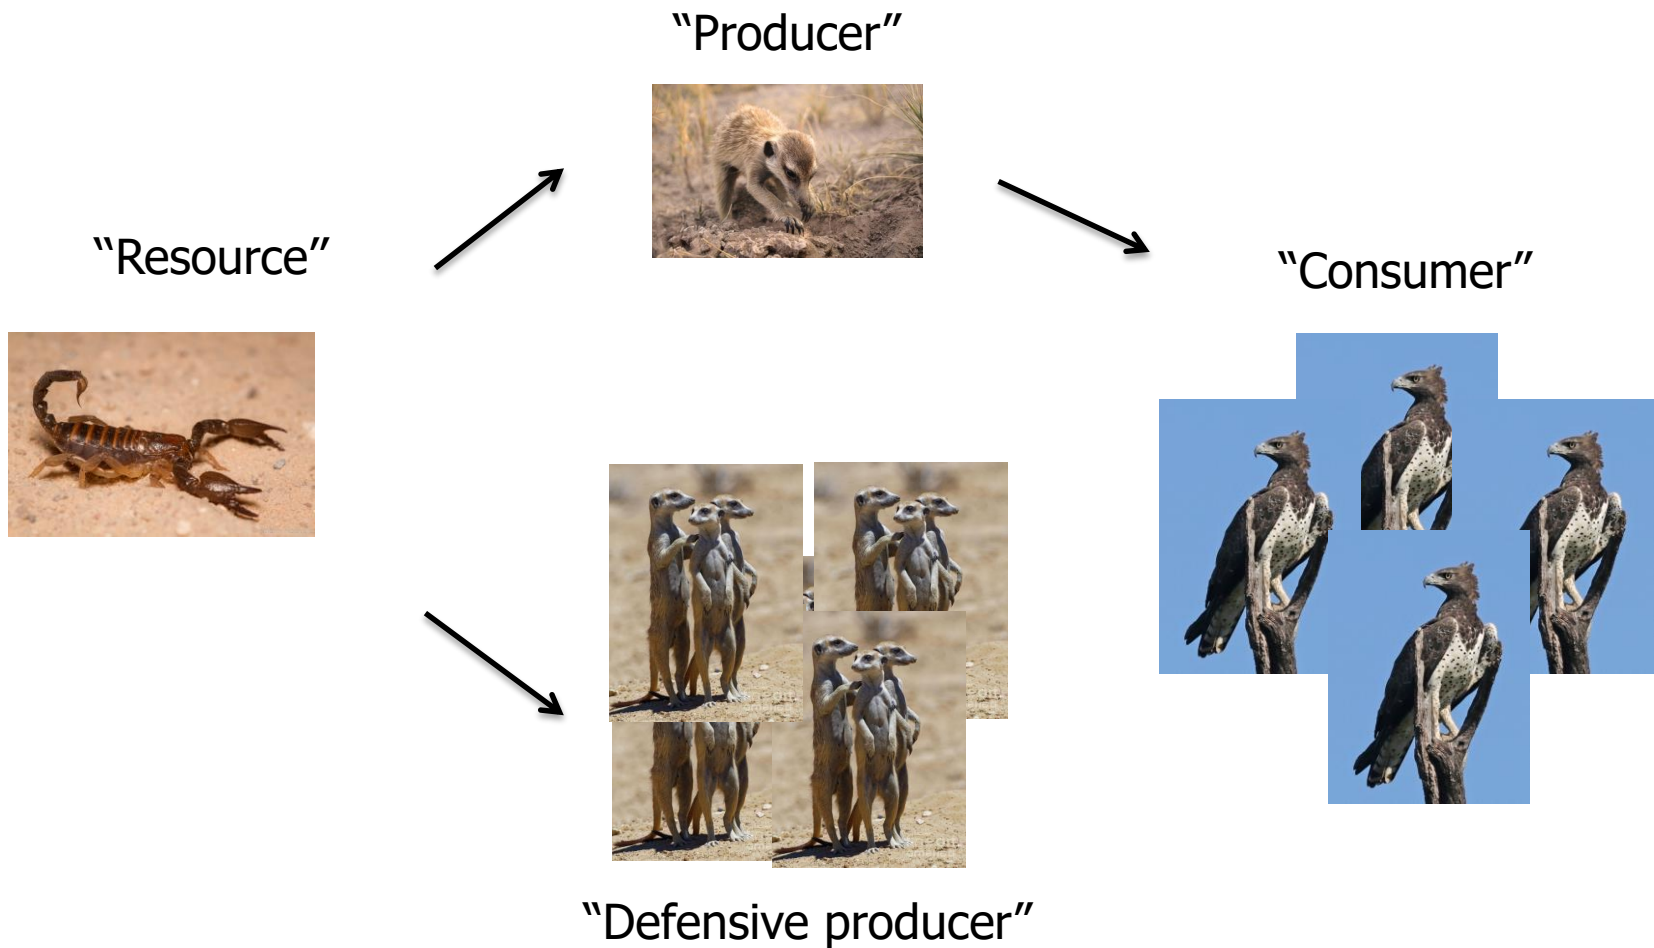 “Producer”
“Resource”
“Consumer”
“Defensive producer”